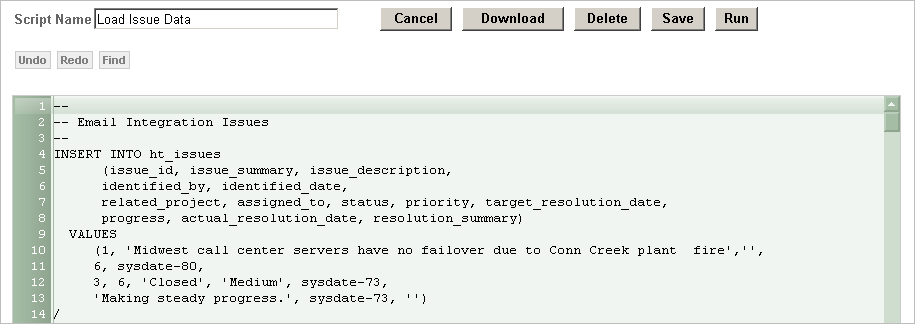 Script Name Load Issue Data Cancel Download Delete Save Run
Undo Redo Find
1 --
2 -- Email Integration Issues
3 --
4 INSERT INTO ht_issues
5 (issue_id, issue_summary, issue_description,
6 identified_by, identified_date,
7 related_project, assigned_to, status, priority, target_resolution_date,
8 progress, actual_resolution_date, resolution_summary)
9 VALUES
10 (1, 'Midwest call center servers have no failover due to Conn Creek plant  fire','',
11 6, sysdate-80,
12 3, 6, 'Closed', 'Medium', sysdate-73,
13 'Making steady progress.', sysdate-73, '')
14 /